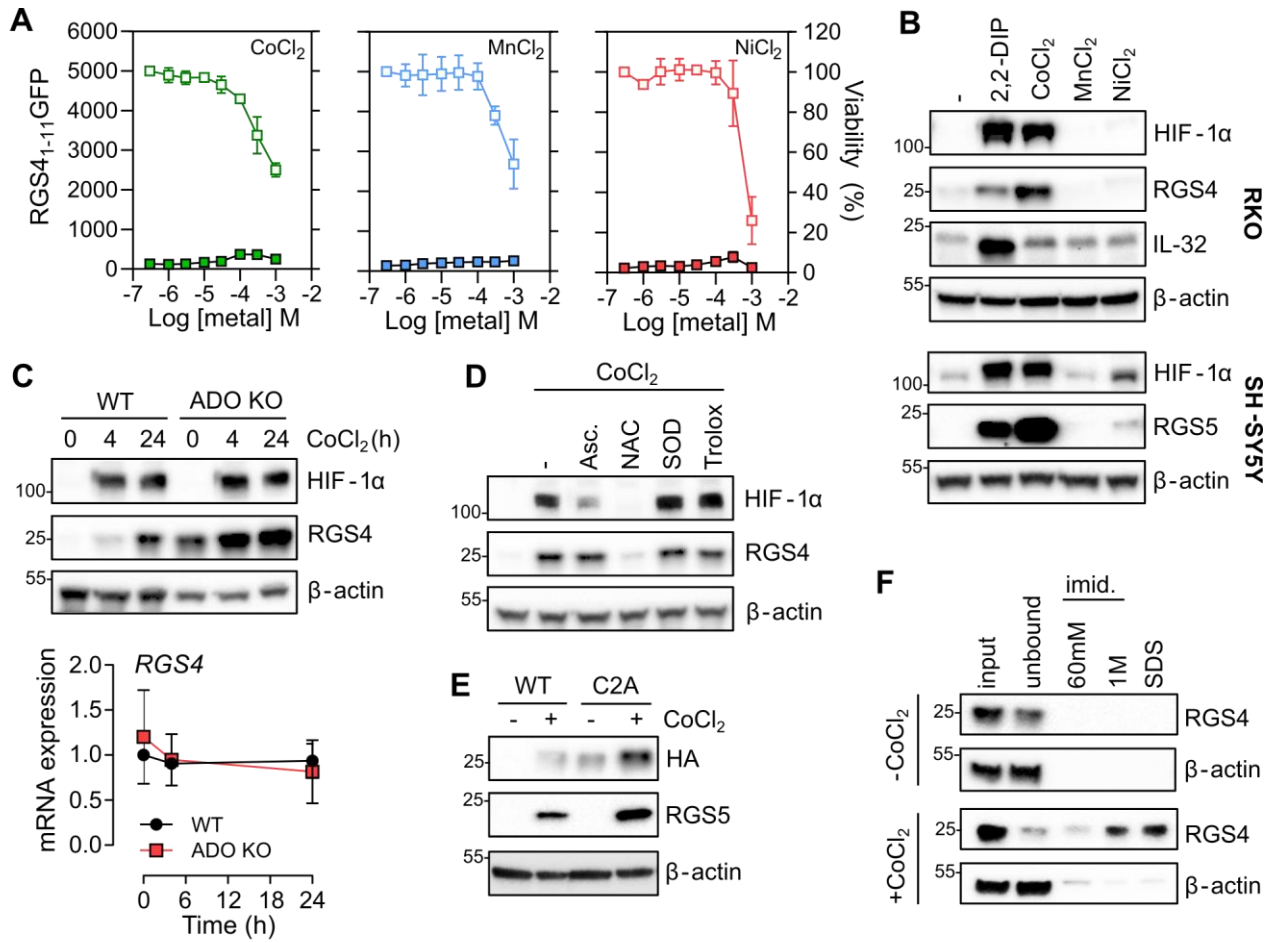 A
RGS4₁₋₁₁GFP
6000
5000
4000
3000
2000
1000
0
CoCl₂
MnCl₂
NiCl₂
120
100
80
60
40
20
0
Viability (%)
-7 -6 -5 -4 -3 -2
-7 -6 -5 -4 -3 -2
-7 -6 -5 -4 -3 -2
Log [metal] M
Log [metal] M
Log [metal] M
B
- 2,2-DIP CoCl₂ MnCl₂ NiCl₂
100 HIF-1α
25 RGS4
25 IL-32
55 β-actin
RKO
100 HIF-1α
25 RGS5
55 β-actin
SH-SY5Y
C
WT ADO KO
0 4 24 0 4 24 CoCl₂(h)
100 HIF-1α
25 RGS4
55 β-actin
mRNA expression
RGS4
2.0
1.5
1.0
0.5
0.0
WT
ADO KO
0 6 12 18 24
Time (h)
D
CoCl₂
- Asc. NAC SOD Trolox
100 HIF-1α
25 RGS4
55 β-actin
E
WT C2A
- + - + CoCl₂
25 HA
25 RGS5
55 β-actin
F
imid.
input unbound 60mM 1M SDS
-CoCl₂
25 RGS4
55 β-actin
+CoCl₂
25 RGS4
55 β-actin